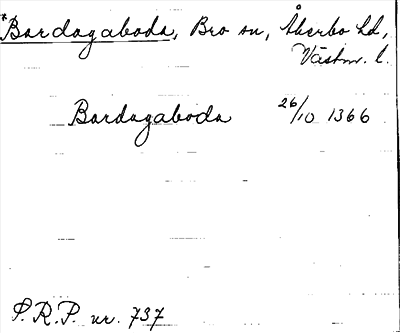 *Bardagaboda, Bro sn, Åkerbo hd,
Västm. l.
Bardagaboda 26/10 1366
P.R.P. nr. 737